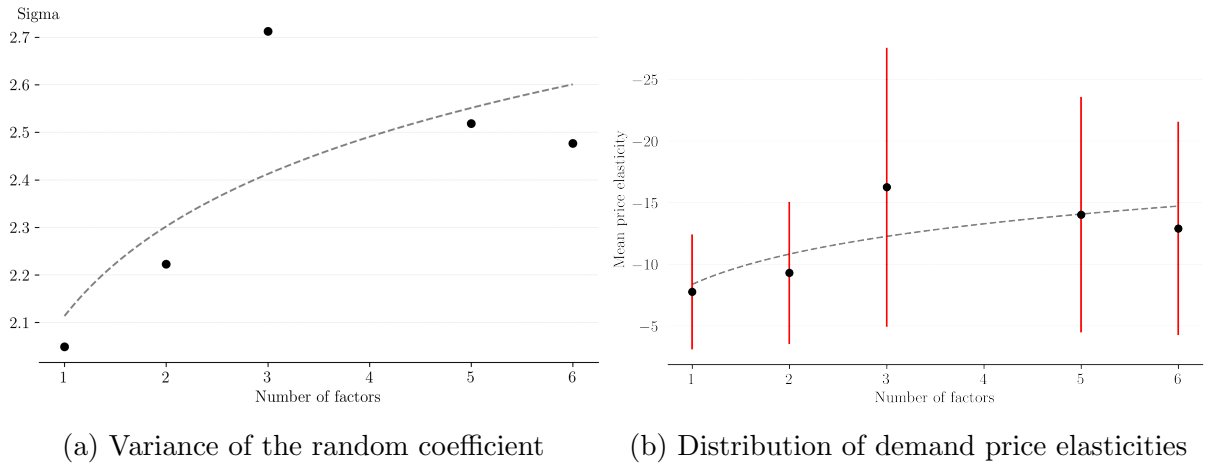 Sigma
2.7
2.6
2.5
2.4
2.3
2.2
2.1
1 2 3 4 5 6
Number of factors
(a) Variance of the random coefficient
Mean price elasticity
−25
−20
−15
−10
−5
1 2 3 4 5 6
Number of factors
(b) Distribution of demand price elasticities